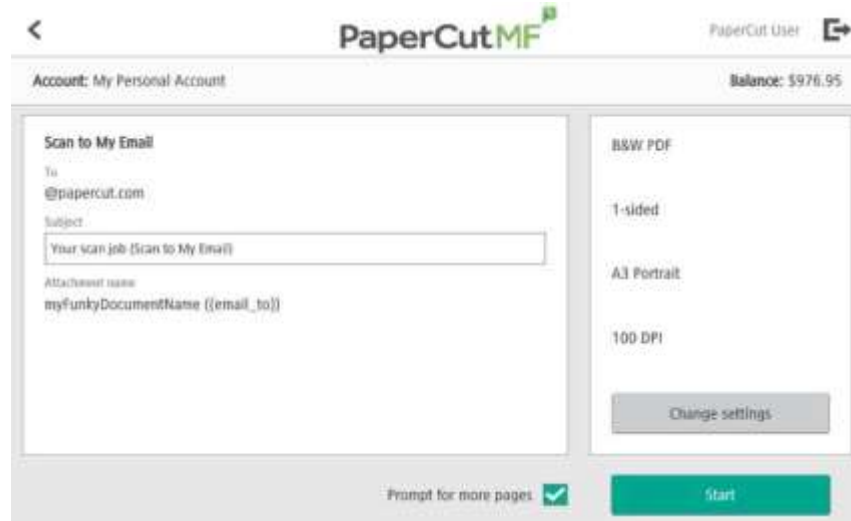 PaperCutMF
PaperCut User
Account: My Personal Account
Balance: $976.95
Scan to My Email
To
@papercut.com
Subject
Your scan job (Scan to My Email)
Attachment name
myFunkyDocumentName ({email_to})
B&W PDF
1-sided
A3 Portrait
100 DPI
Change settings
Prompt for more pages
Start